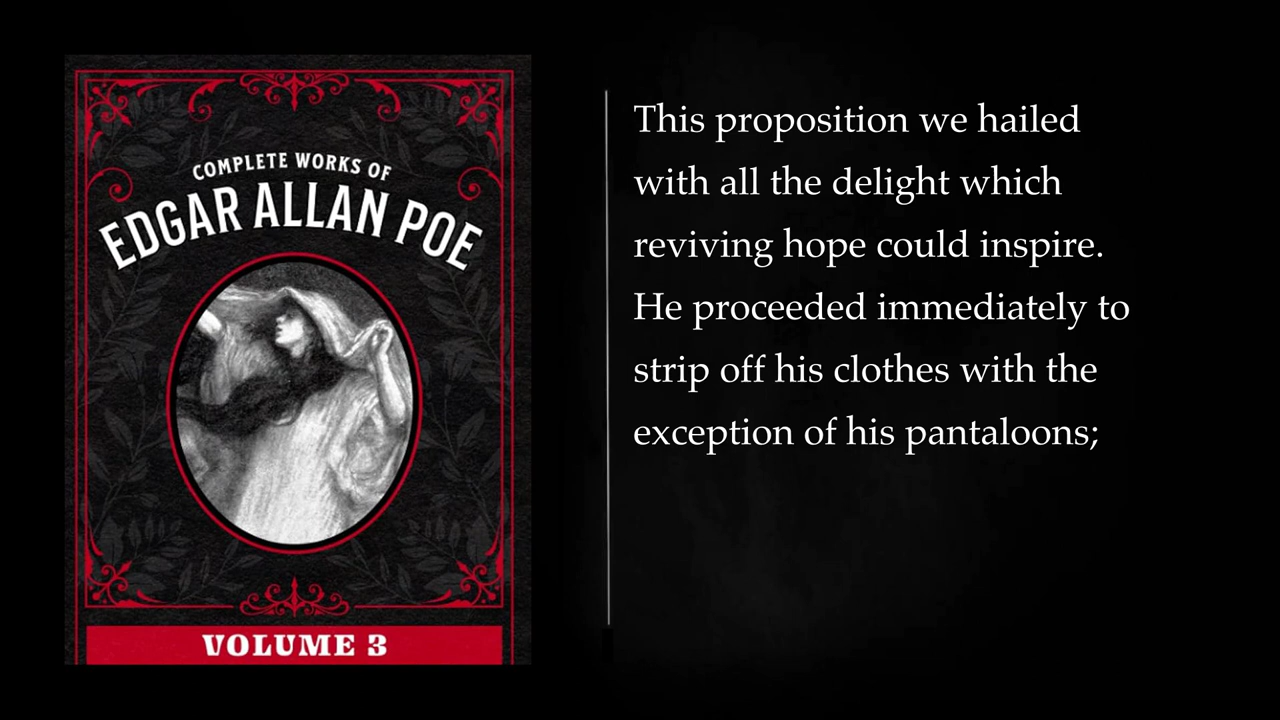 COMPLETE WORKS OF
EDGAR ALLAN POE
VOLUME 3
This proposition we hailed
with all the delight which
reviving hope could inspire.
He proceeded immediately to
strip off his clothes with the
exception of his pantaloons;